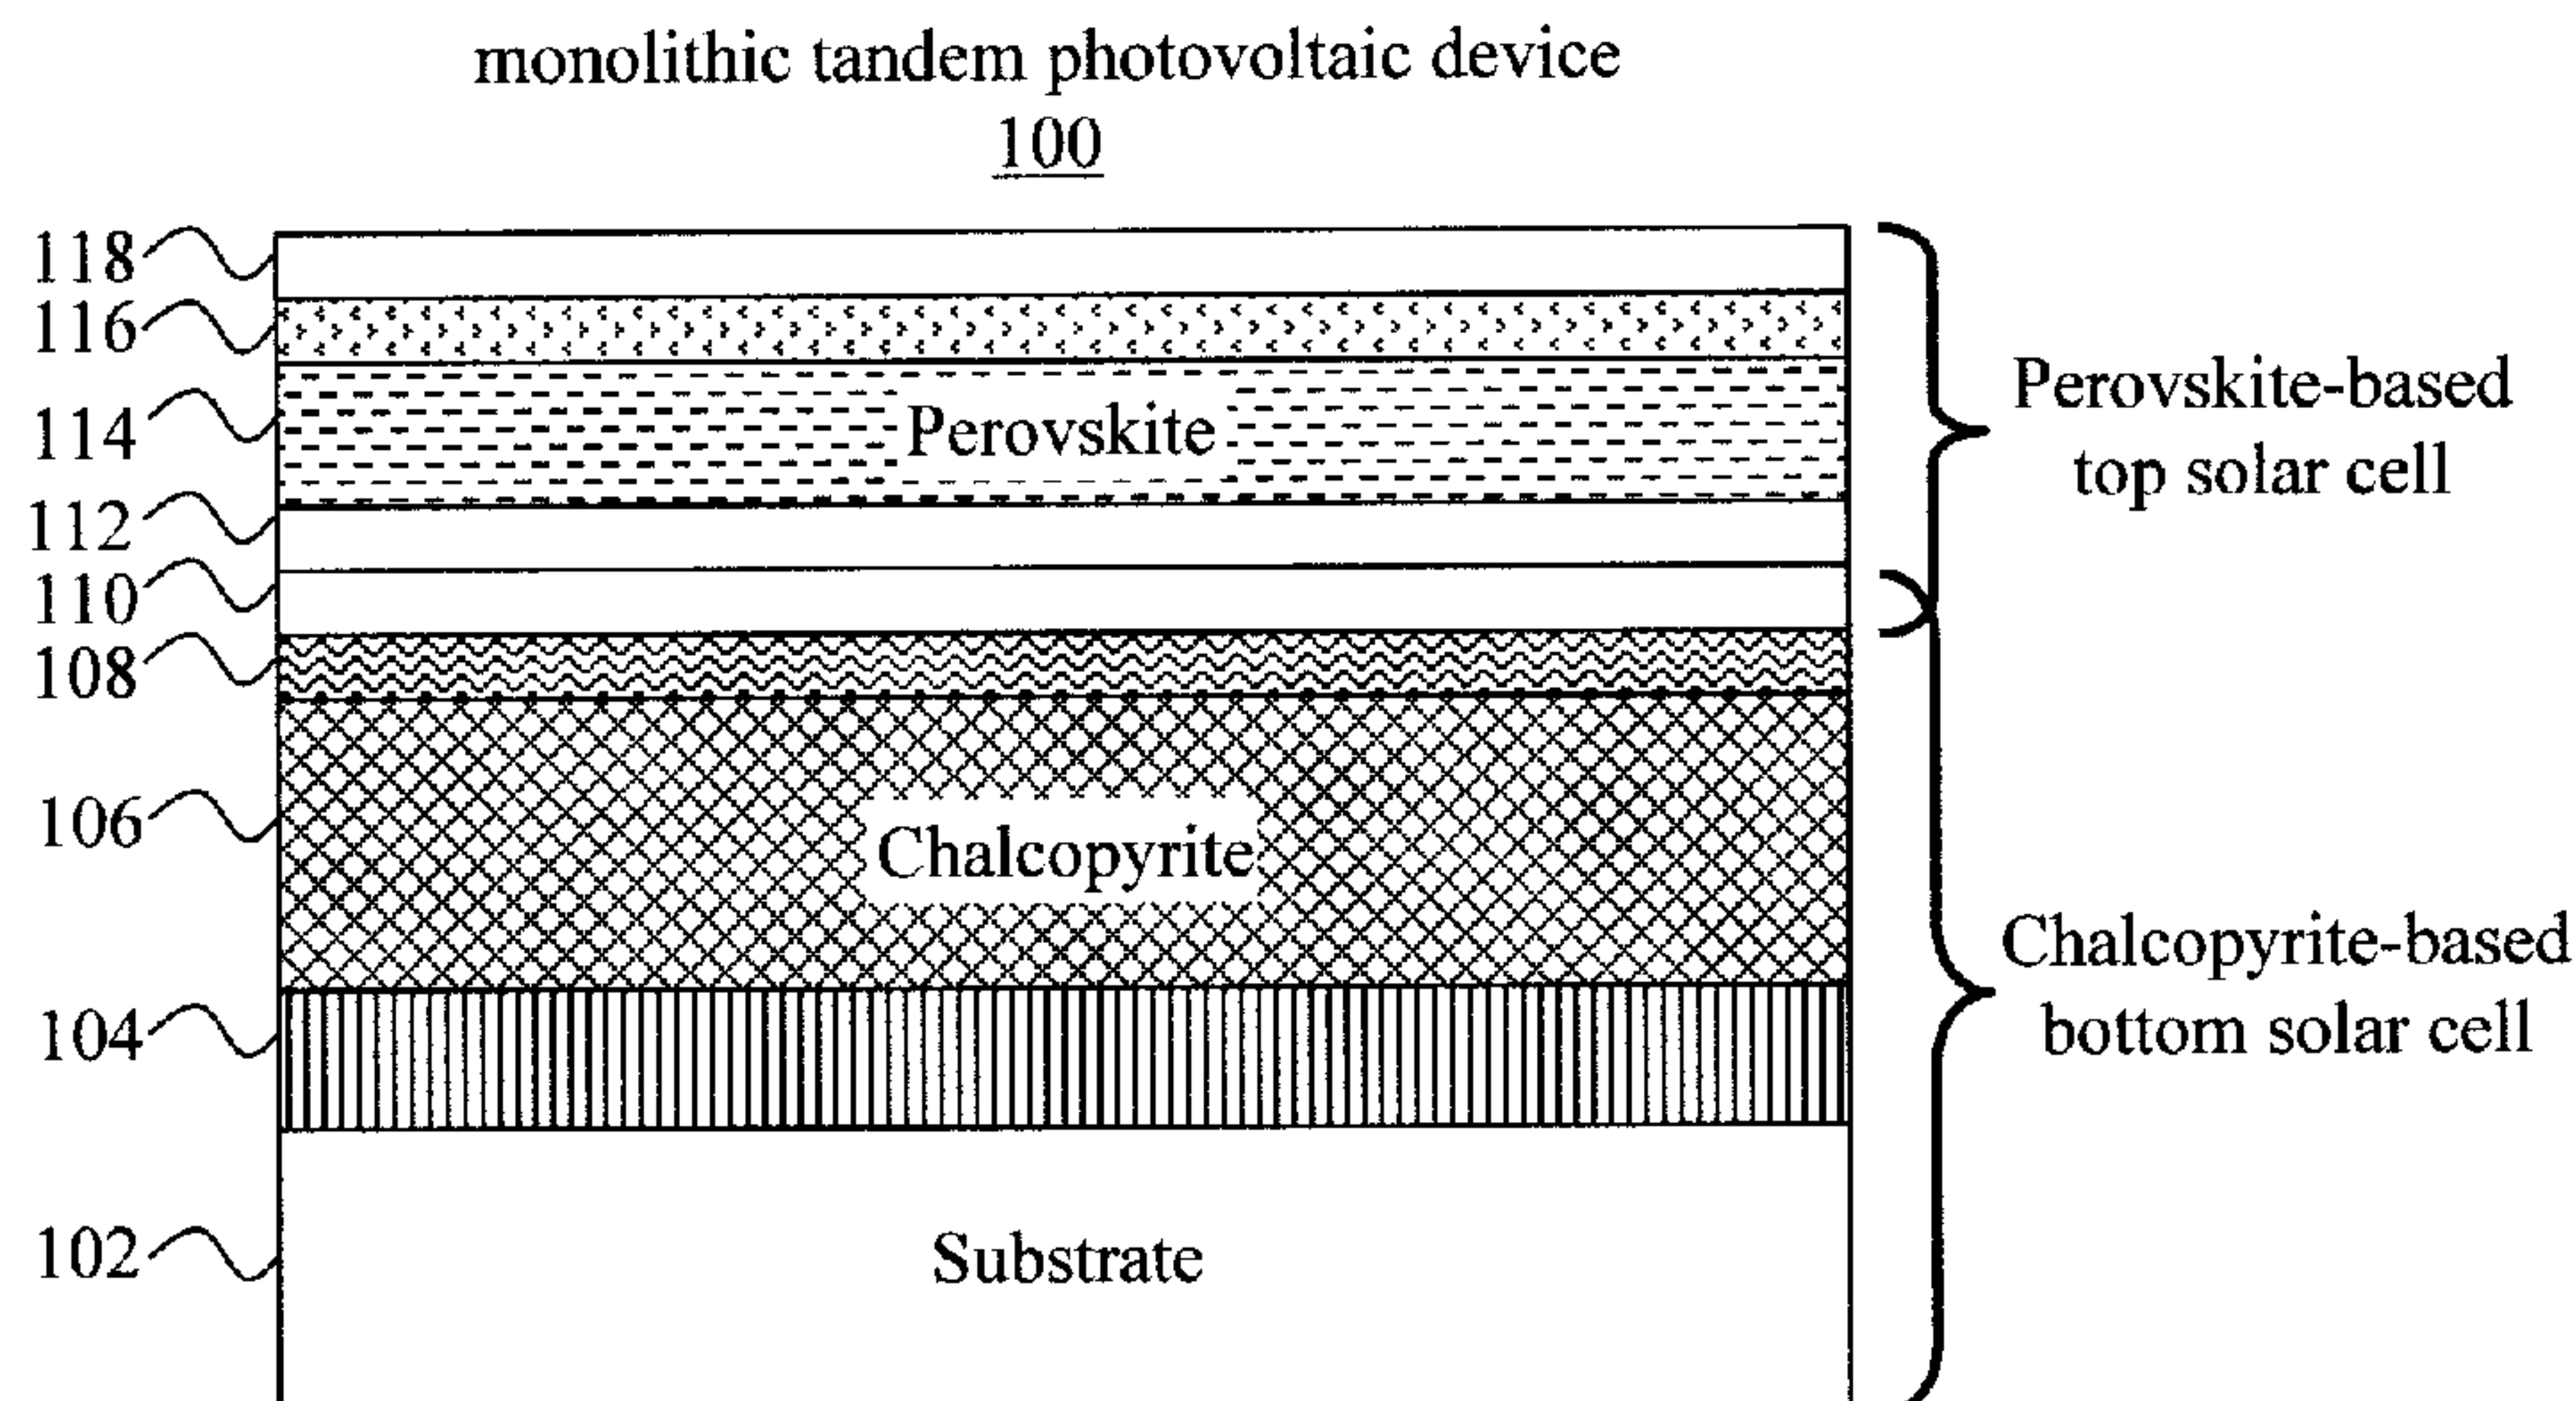 monolithic tandem photovoltaic device
100
118
116
114
112
110
108
106
104
102
Perovskite
Chalcopyrite
Substrate
Perovskite-based
top solar cell
Chalcopyrite-based
bottom solar cell